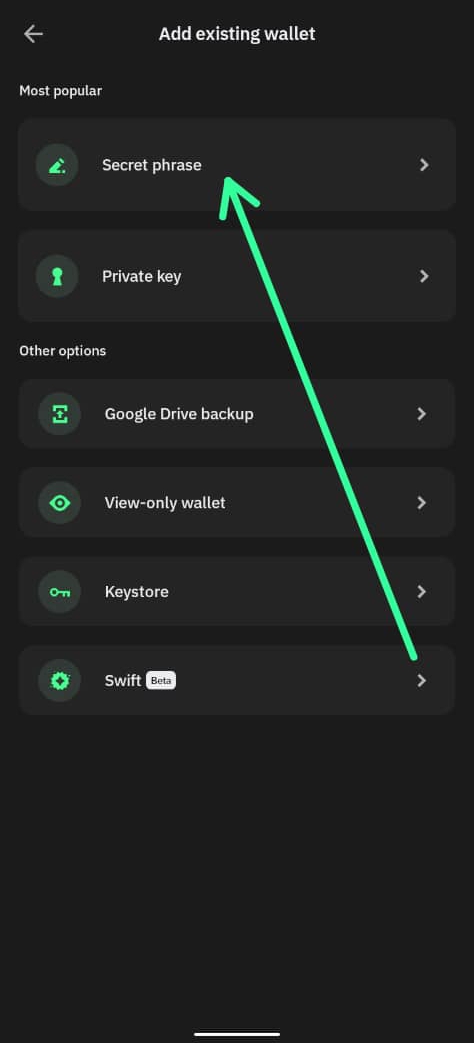 Add existing wallet
Most popular
Secret phrase
Private key
Other options
Google Drive backup
View-only wallet
Keystore
Swift Beta